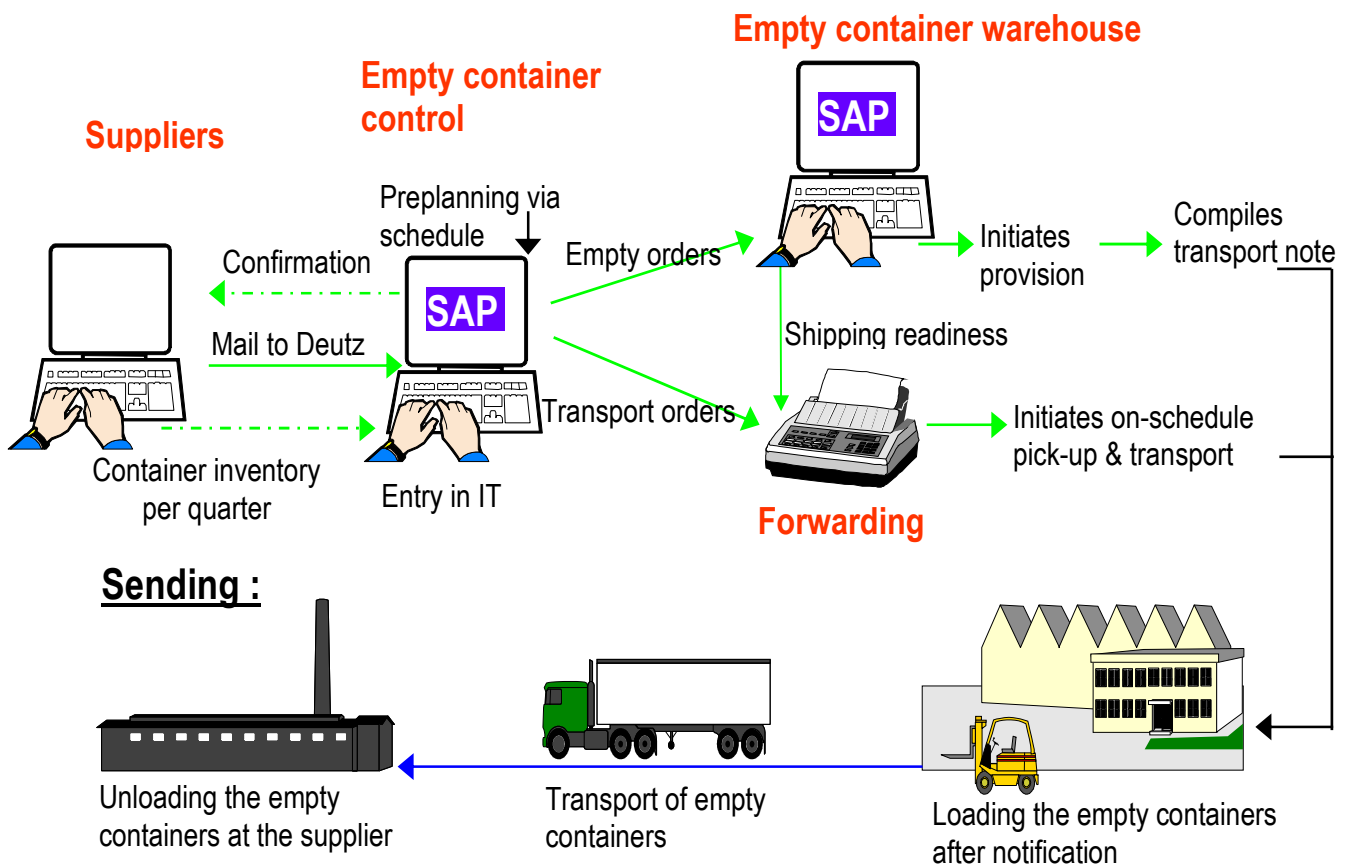 Empty container warehouse
Empty container
control
Suppliers
SAP
Preplanning via
schedule
Confirmation
Empty orders
Initiates
provision
Compiles
transport note
SAP
Mail to Deutz
Shipping readiness
Transport orders
Initiates on-schedule
pick-up & transport
Container inventory
per quarter
Entry in IT
Forwarding
Sending :
Unloading the empty
containers at the supplier
Transport of empty
containers
Loading the empty containers
after notification